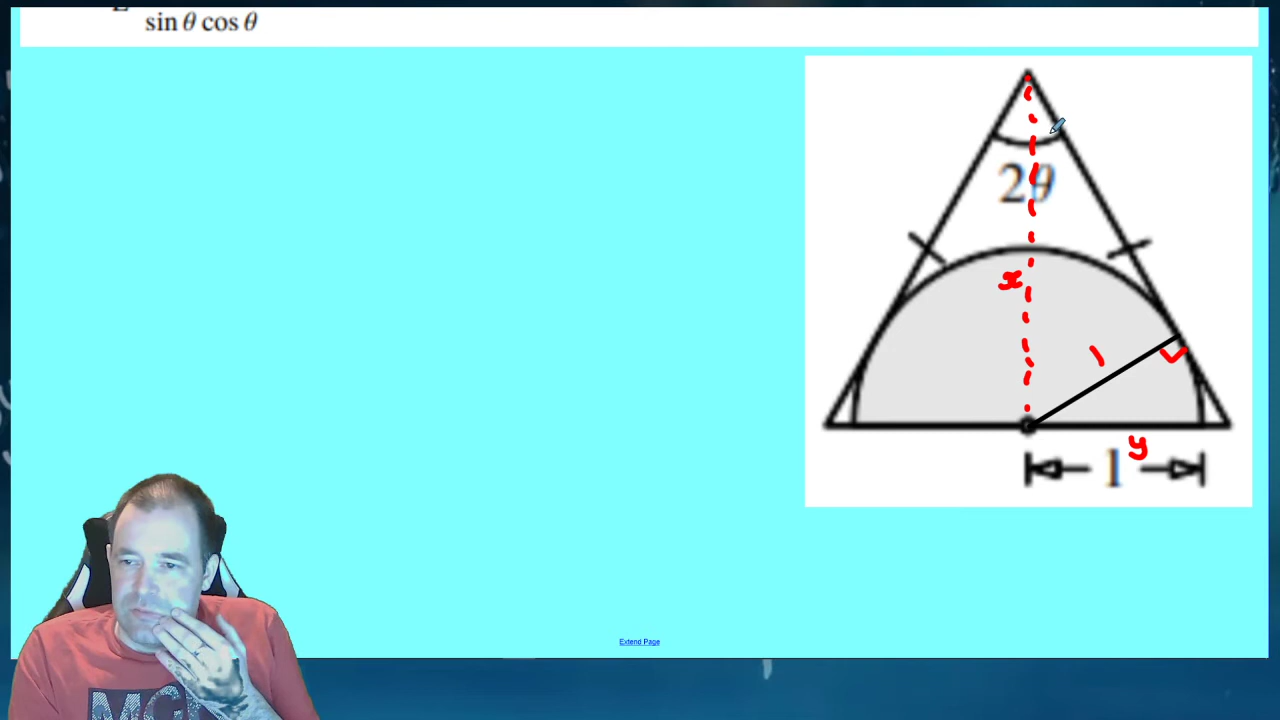 sin θ cos θ
2θ
x
1
y
1
Extend Page